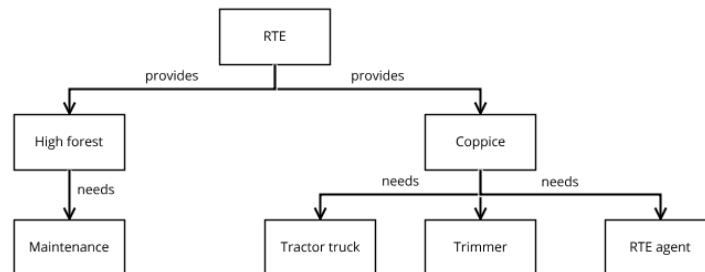 RTE
provides
provides
High forest
Coppice
needs
needs
needs
Maintenance
Tractor truck
Trimmer
RTE agent